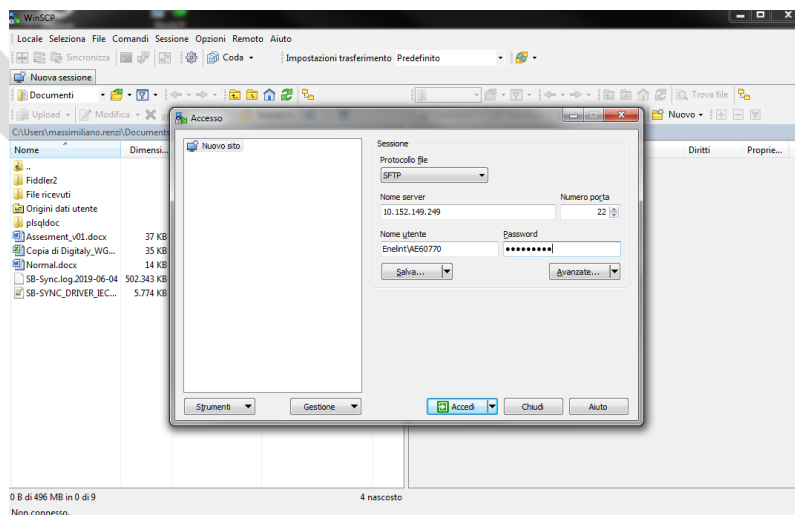 WinSCP
Locale Seleziona File Comandi Sessione Opzioni Remoto Aiuto
Sincronizza Coda Impostazioni trasferimento Predefinito
Nuova sessione
Documenti Trova file
Upload Modifica Nuovo
C:\Users\massimiliano.renzi\Documents
Nome Dimensi... Diritti Proprie...
..
Fiddler2
File ricevuti
Origini dati utente
plsqldoc
Assesment_v01.docx 37 KB
Copia di Digitaly_WG... 35 KB
Normal.docx 14 KB
SB-Sync.log.2019-06-04 502.343 KB
SB-SYNC_DRIVER_IEC... 5.774 KB
Accesso
Nuovo sito
Sessione
Protocollo file
SFTP
Nome server Numero porta
10.152.149.249 22
Nome utente Password
Enelint\AE60770 •••••••••
Salva... Avanzate...
Strumenti Gestione Accedi Chiudi Aiuto
0 B di 496 MB in 0 di 9 4 nascosto
Non connesso.